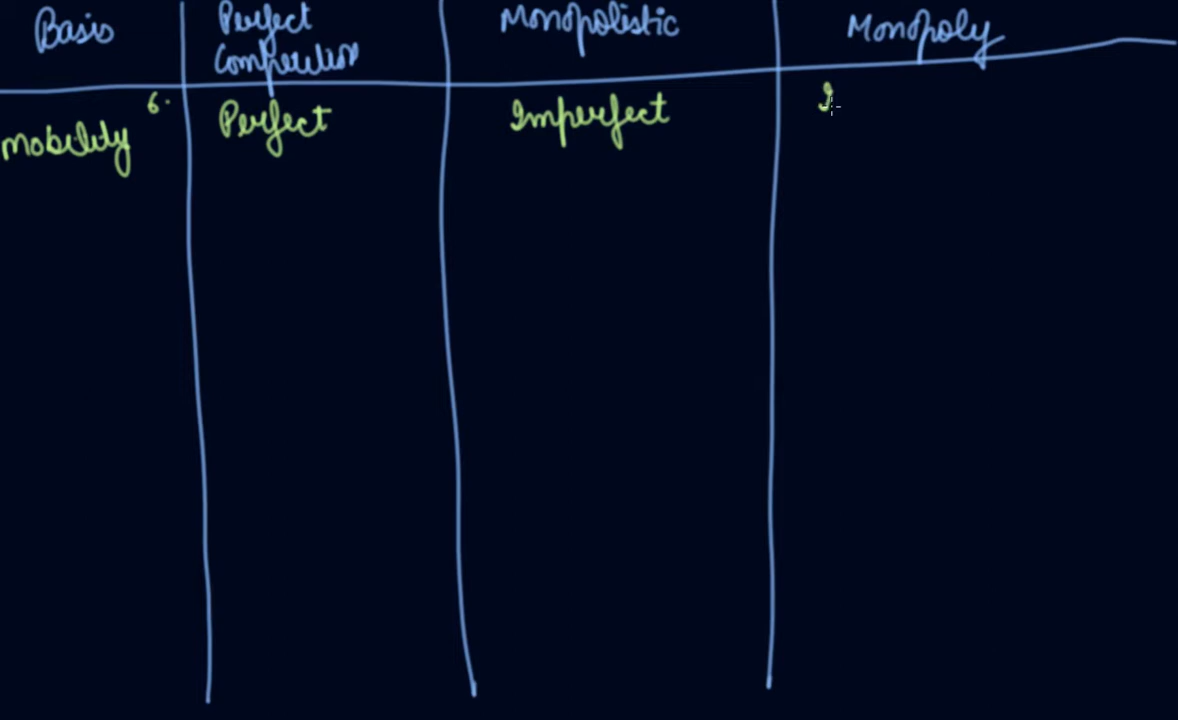 Basis
Perfect
Competition
Monopolistic
Monopoly
6.
Mobility
Perfect
Imperfect
I